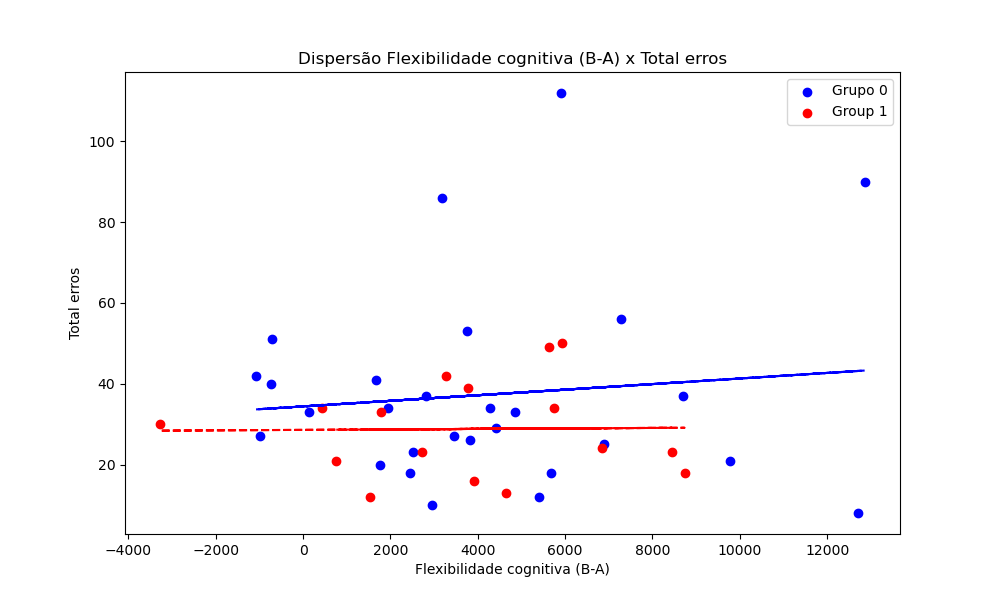 Dispersão Flexibilidade cognitiva (B-A) x Total erros
Grupo 0
Group 1
100
80
60
40
20
Total erros
−4000 −2000 0 2000 4000 6000 8000 10000 12000
Flexibilidade cognitiva (B-A)